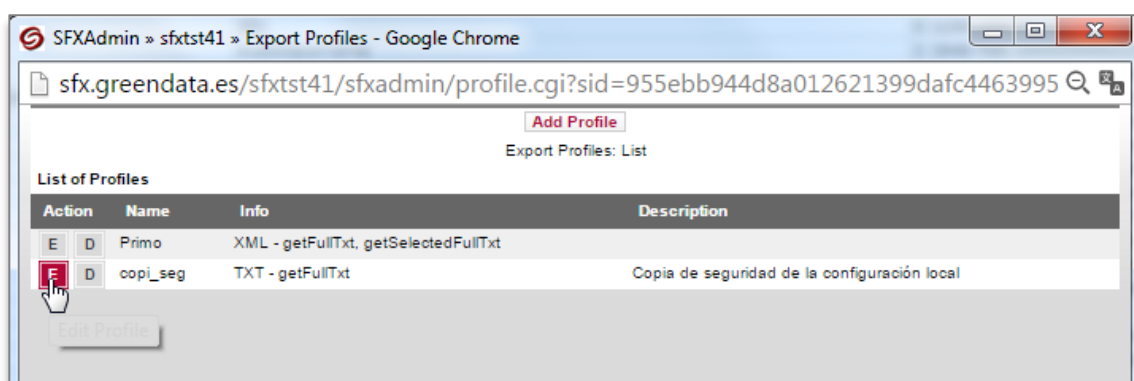 SFXAdmin » sfxtst41 » Export Profiles - Google Chrome
sfx.greendata.es/sfxtst41/sfxadmin/profile.cgi?sid=955ebb944d8a012621399dafc4463995
Add Profile
Export Profiles: List
List of Profiles
Action Name Info Description
E D Primo XML - getFullTxt, getSelectedFullTxt
E D copi_seg TXT - getFullTxt Copia de seguridad de la configuración local
Edit Profile